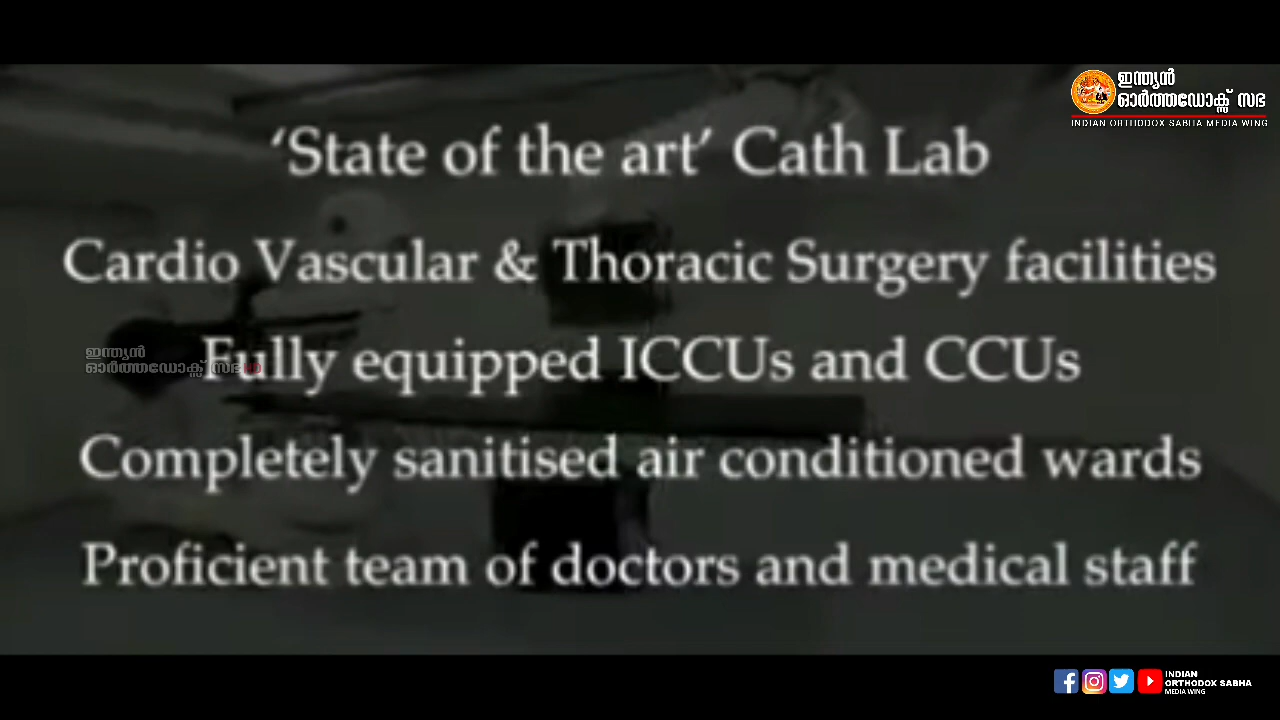 ഇന്ത്യൻ
ഓർത്തഡോക്സ് സഭ
INDIAN ORTHODOX SABHA MEDIA WING
‘State of the art’ Cath Lab
Cardio Vascular & Thoracic Surgery facilities
ഇന്ത്യൻ
ഓർത്തഡോക്സ് സഭ
Fully equipped ICCUs and CCUs
Completely sanitised air conditioned wards
Proficient team of doctors and medical staff
INDIAN
ORTHODOX SABHA
MEDIA WING